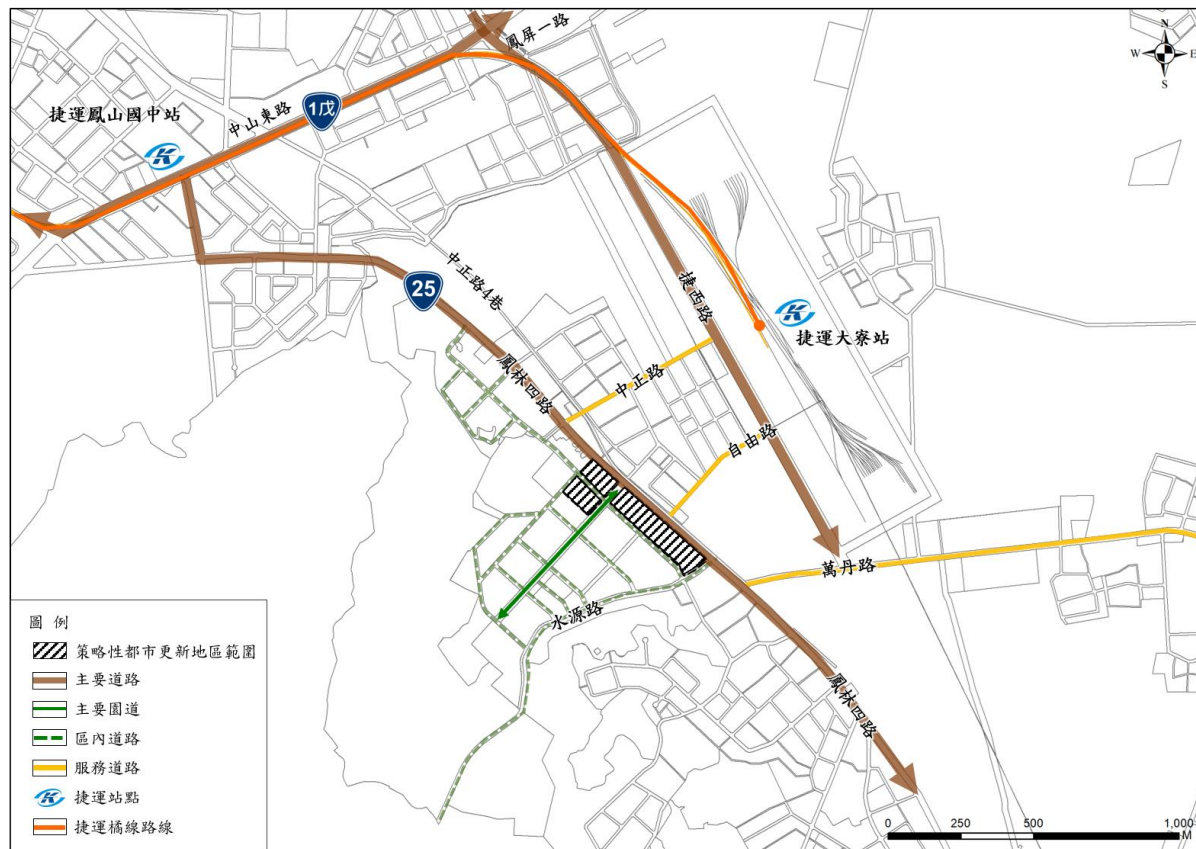 鳳屏一路
N
W
E
S
1戊
中山東路
捷運鳳山國中站
K
中正路4巷
25
捷西路
K
捷運大寮站
鳳林四路
中正路
自由路
萬丹路
水源路
鳳林四路
圖 例
策略性都市更新地區範圍
主要道路
主要園道
區內道路
服務道路
K
捷運站點
捷運橘線路線
0 250 500 1,000
M